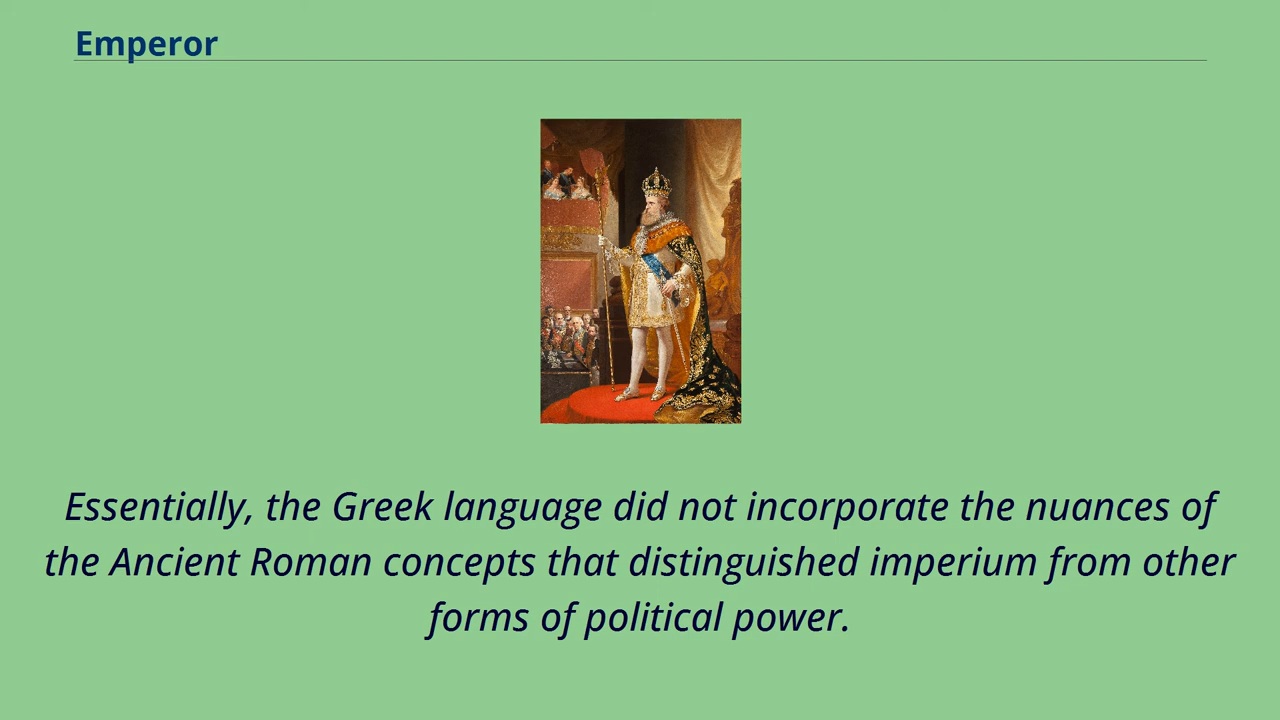 Emperor
Essentially, the Greek language did not incorporate the nuances of
the Ancient Roman concepts that distinguished imperium from other
forms of political power.